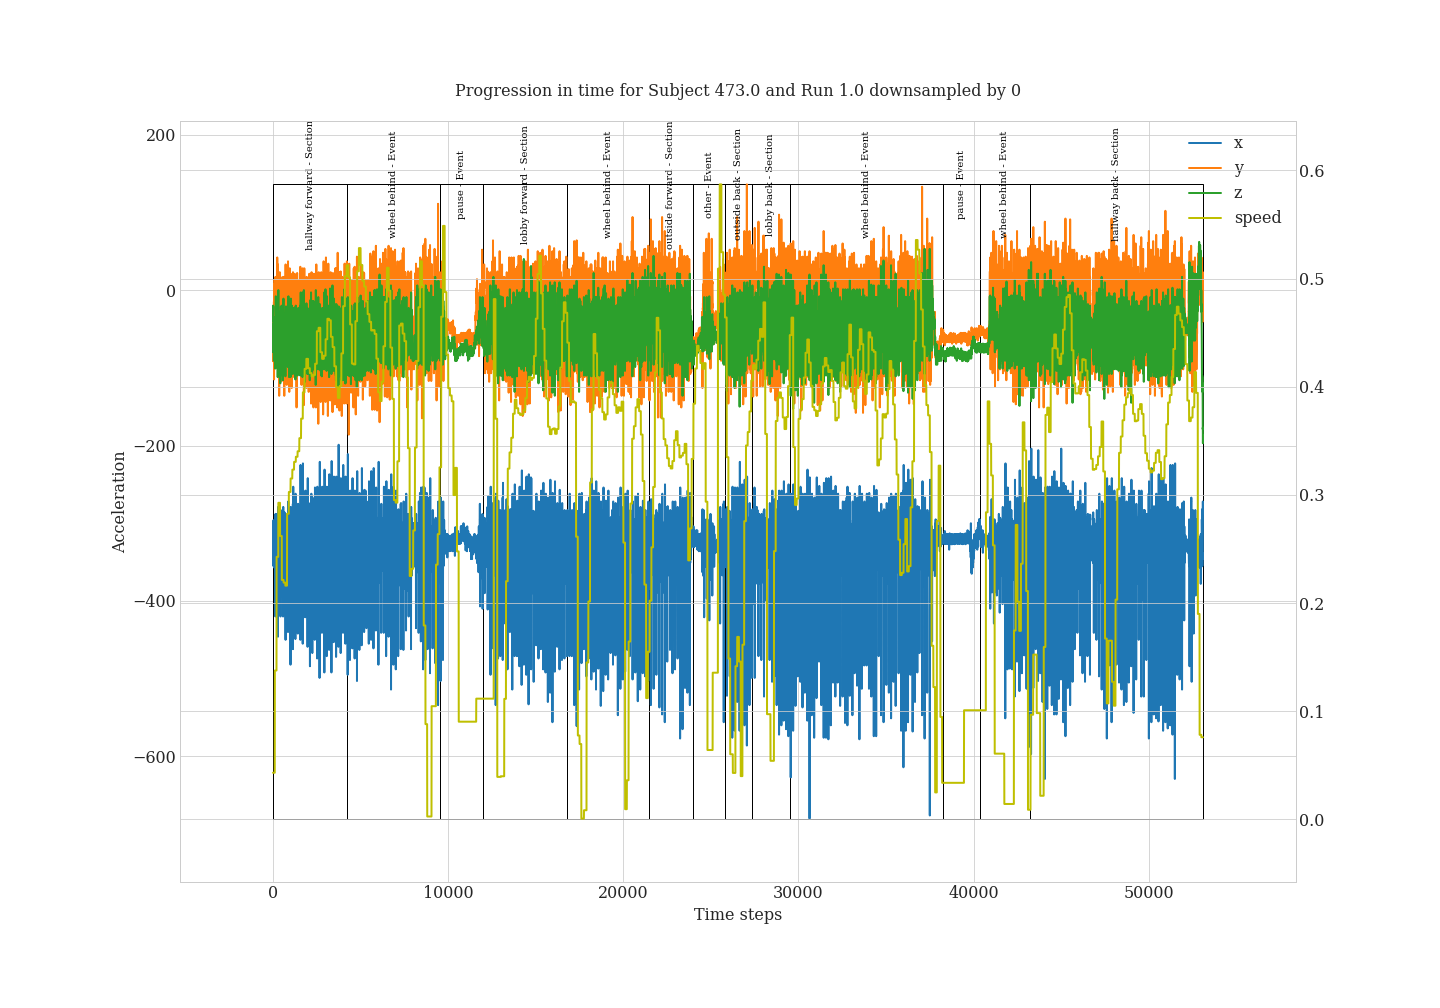 Progression in time for Subject 473.0 and Run 1.0 downsampled by 0
200
0
−200
−400
−600
Acceleration
hallway forward - Section
wheel behind - Event
pause - Event
lobby forward - Section
wheel behind - Event
outside forward - Section
other - Event
outside back - Section
lobby back - Section
wheel behind - Event
pause - Event
wheel behind - Event
hallway back - Section
x
y
z
speed
0.6
0.5
0.4
0.3
0.2
0.1
0.0
0
10000
20000
30000
40000
50000
Time steps